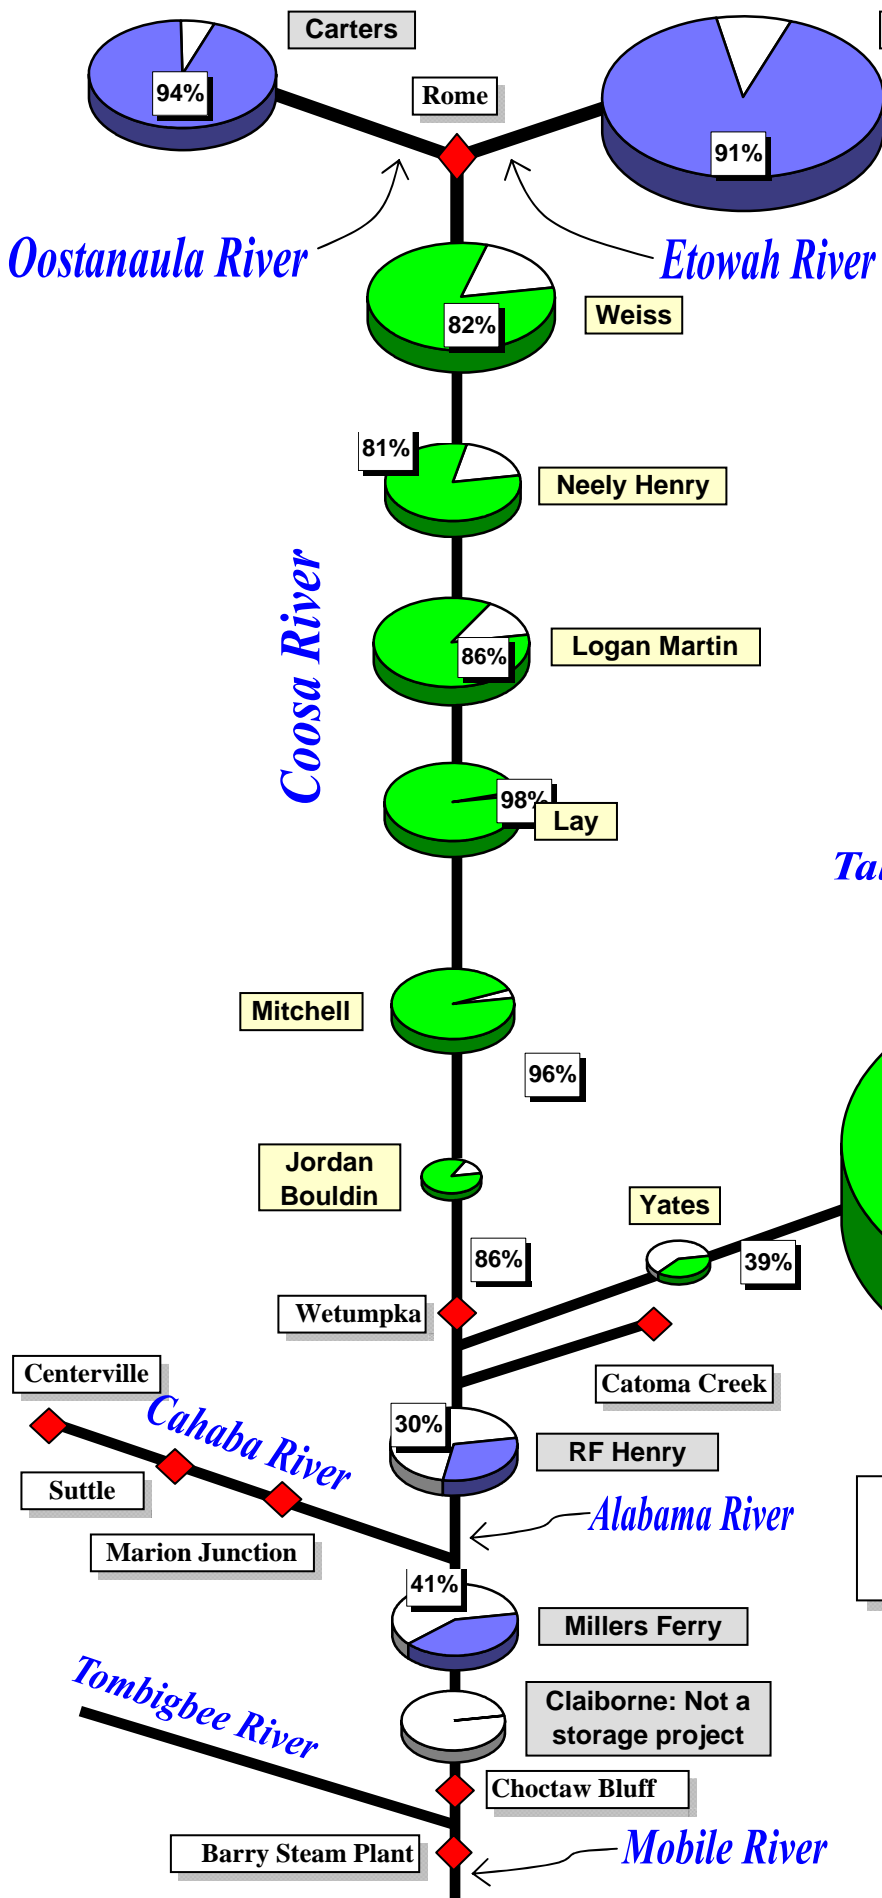 Carters
94%
Rome
91%
Oostanaula River
Etowah River
82%
Weiss
81%
Neely Henry
Coosa River
86%
Logan Martin
98%
Lay
Mitchell
96%
Jordan
Bouldin
Yates
86%
39%
Wetumpka
Centerville
Catoma Creek
Cahaba River
30%
RF Henry
Suttle
Alabama River
Marion Junction
41%
Millers Ferry
Tombigbee River
Claiborne: Not a
storage project
Choctaw Bluff
Barry Steam Plant
Mobile River